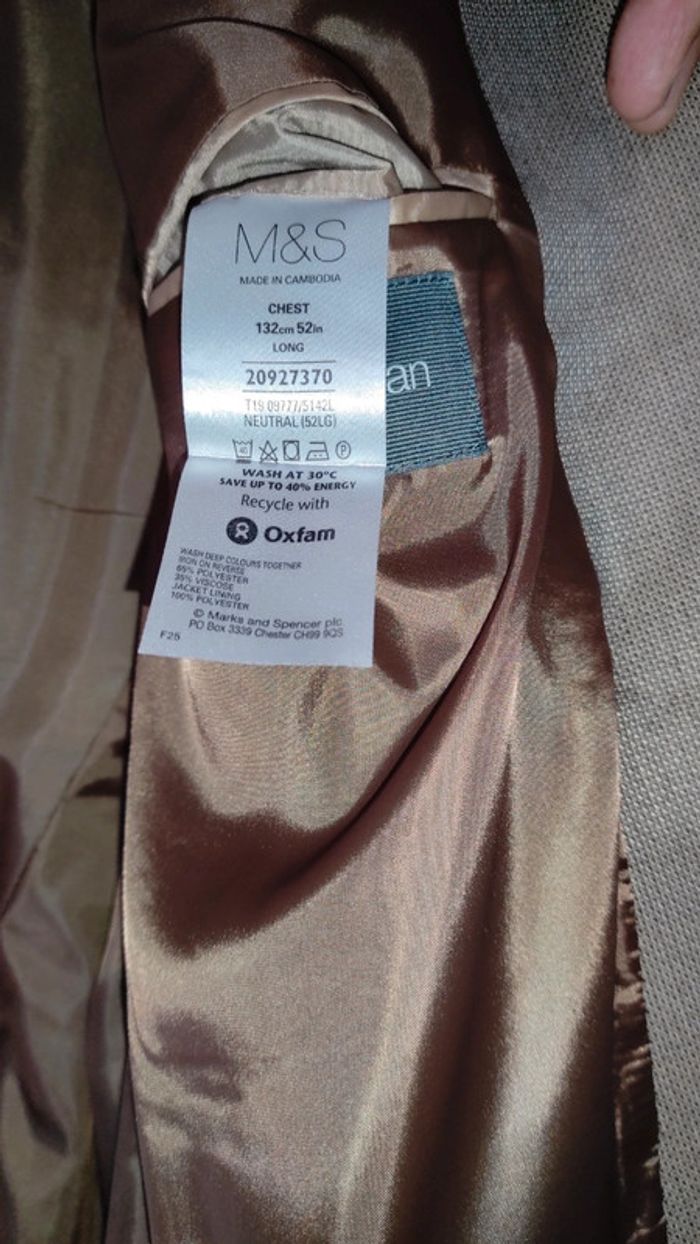 M&S
MADE IN CAMBODIA
CHEST
132cm 52in
LONG
20927370
T19 09777/5142L
NEUTRAL (52LG)
40 P
WASH AT 30°C
SAVE UP TO 40% ENERGY
Recycle with
Oxfam
WASH DEEP COLOURS TOGETHER
IRON ON REVERSE
65% POLYESTER
35% VISCOSE
JACKET LINING
100% POLYESTER
© Marks and Spencer plc
PO Box 3339 Chester CH99 9QS
F25
an